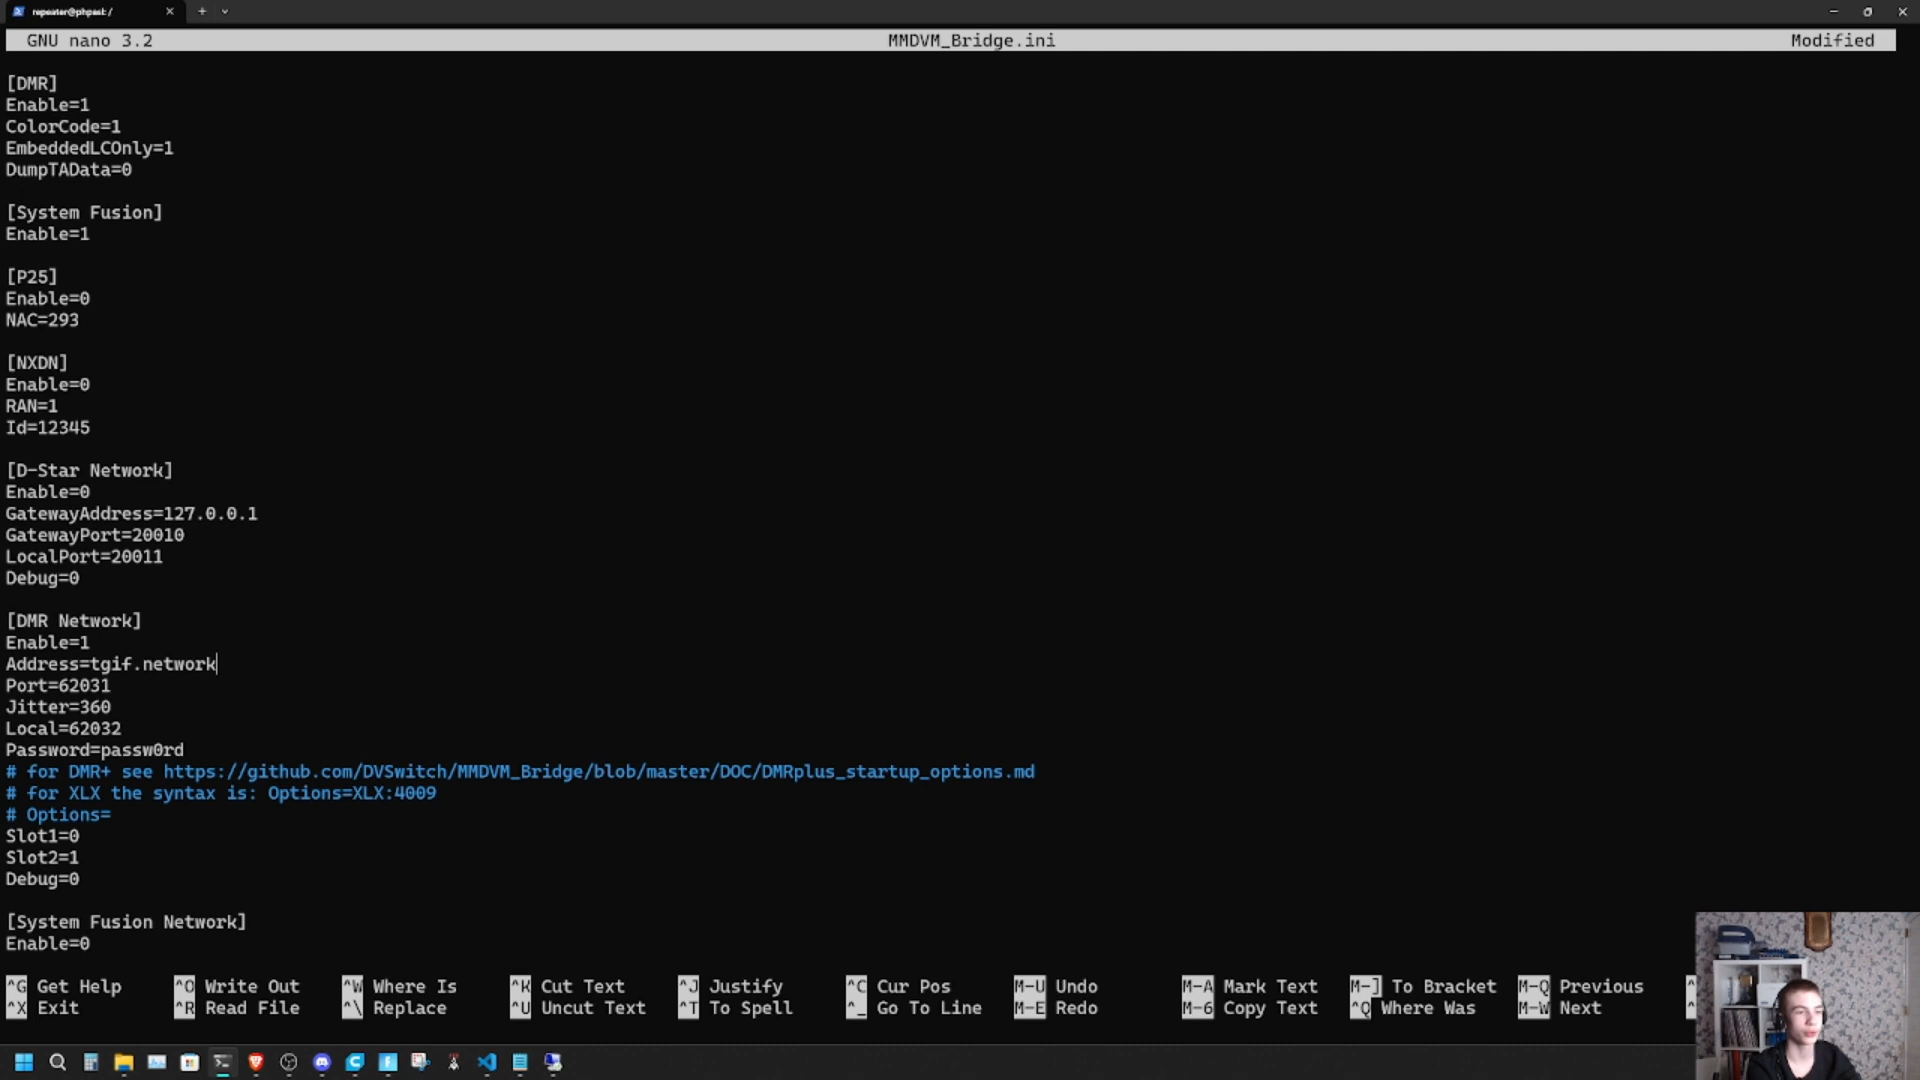 repeater@phpasl: /
GNU nano 3.2 MMDVM_Bridge.ini Modified
[DMR]
Enable=1
ColorCode=1
EmbeddedLCOnly=1
DumpTAData=0
[System Fusion]
Enable=1
[P25]
Enable=0
NAC=293
[NXDN]
Enable=0
RAN=1
Id=12345
[D-Star Network]
Enable=0
GatewayAddress=127.0.0.1
GatewayPort=20010
LocalPort=20011
Debug=0
[DMR Network]
Enable=1
Address=tgif.network
Port=62031
Jitter=360
Local=62032
Password=passw0rd
# for DMR+ see https://github.com/DVSwitch/MMDVM_Bridge/blob/master/DOC/DMRplus_startup_options.md
# for XLX the syntax is: Options=XLX:4009
# Options=
Slot1=0
Slot2=1
Debug=0
[System Fusion Network]
Enable=0
^G Get Help ^O Write Out ^W Where Is ^K Cut Text ^J Justify ^C Cur Pos M-U Undo M-A Mark Text M-] To Bracket M-Q Previous
^X Exit ^R Read File ^\ Replace ^U Uncut Text ^T To Spell ^_ Go To Line M-E Redo M-6 Copy Text ^Q Where Was M-W Next